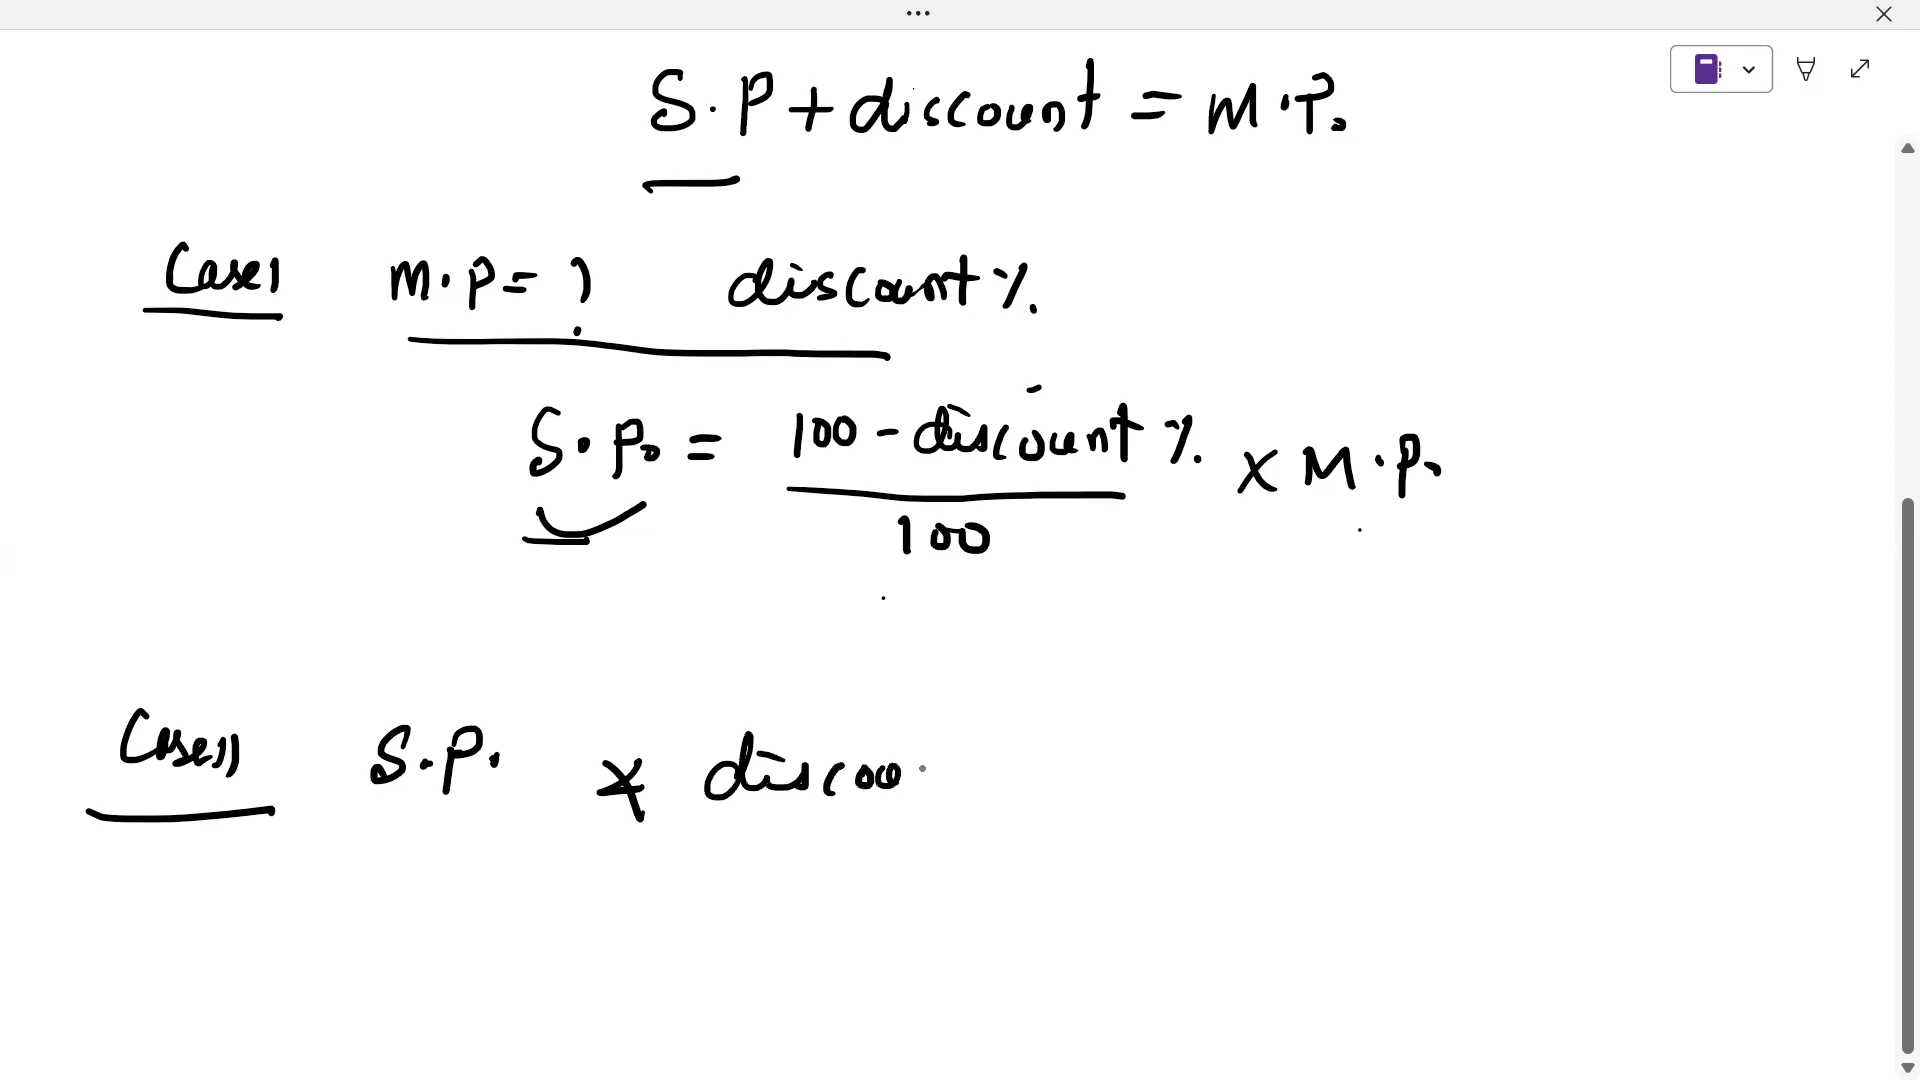 S.P + discount = M.P.
Case I M.P = ? discount %.
S.P. = 100 - discount % × M.P.
100
Case II S.P. & discou